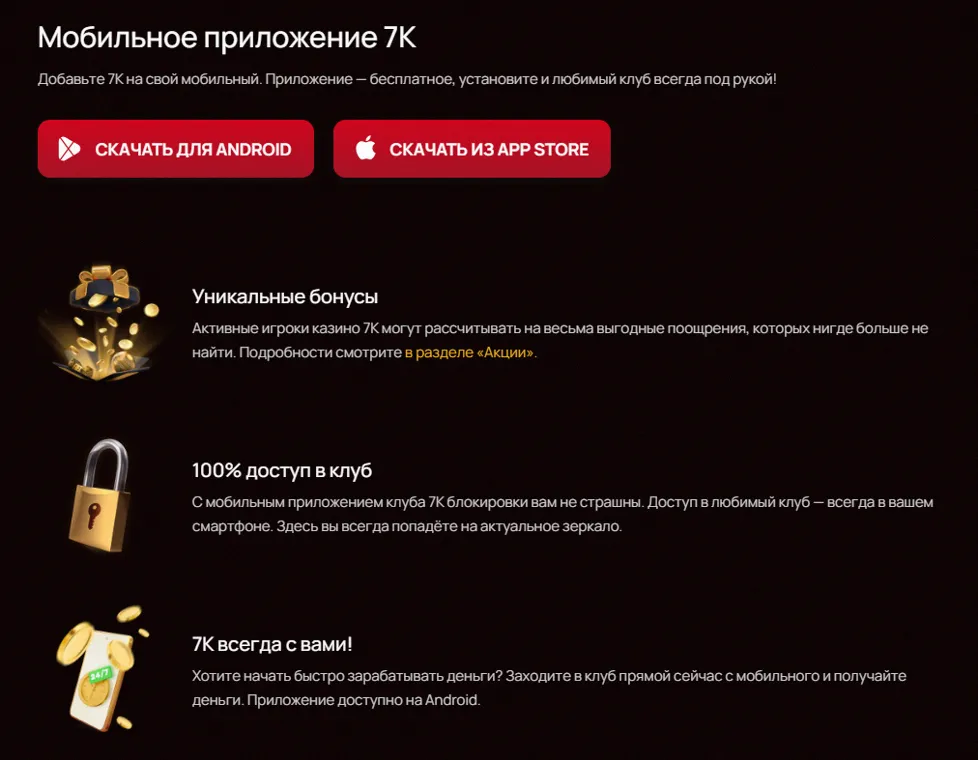 Мобильное приложение 7K
Добавьте 7K на свой мобильный. Приложение — бесплатное, установите и любимый клуб всегда под рукой!
СКАЧАТЬ ДЛЯ ANDROID
СКАЧАТЬ ИЗ APP STORE
Уникальные бонусы
Активные игроки казино 7K могут рассчитывать на весьма выгодные поощрения, которых нигде больше не
найти. Подробности смотрите в разделе «Акции».
100% доступ в клуб
С мобильным приложением клуба 7K блокировки вам не страшны. Доступ в любимый клуб — всегда в вашем
смартфоне. Здесь вы всегда попадёте на актуальное зеркало.
24/7
7K всегда с вами!
Хотите начать быстро зарабатывать деньги? Заходите в клуб прямой сейчас с мобильного и получайте
деньги. Приложение доступно на Android.